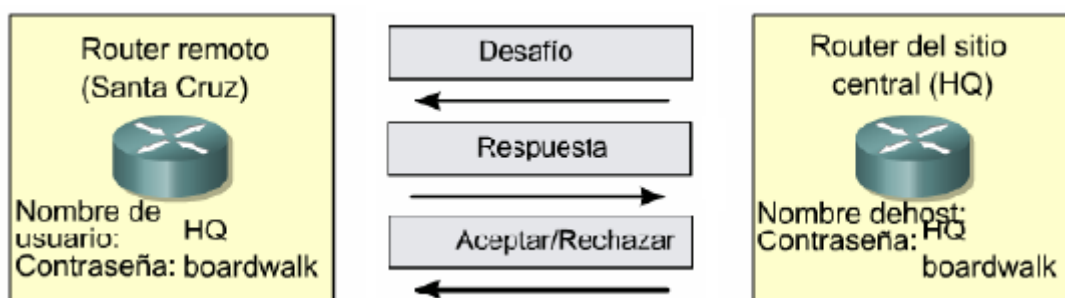 Router remoto
(Santa Cruz)
Nombre de
usuario: HQ
Contraseña: boardwalk
Desafío
Respuesta
Aceptar/Rechazar
Router del sitio
central (HQ)
Nombre dehost: HQ
Contraseña:
boardwalk